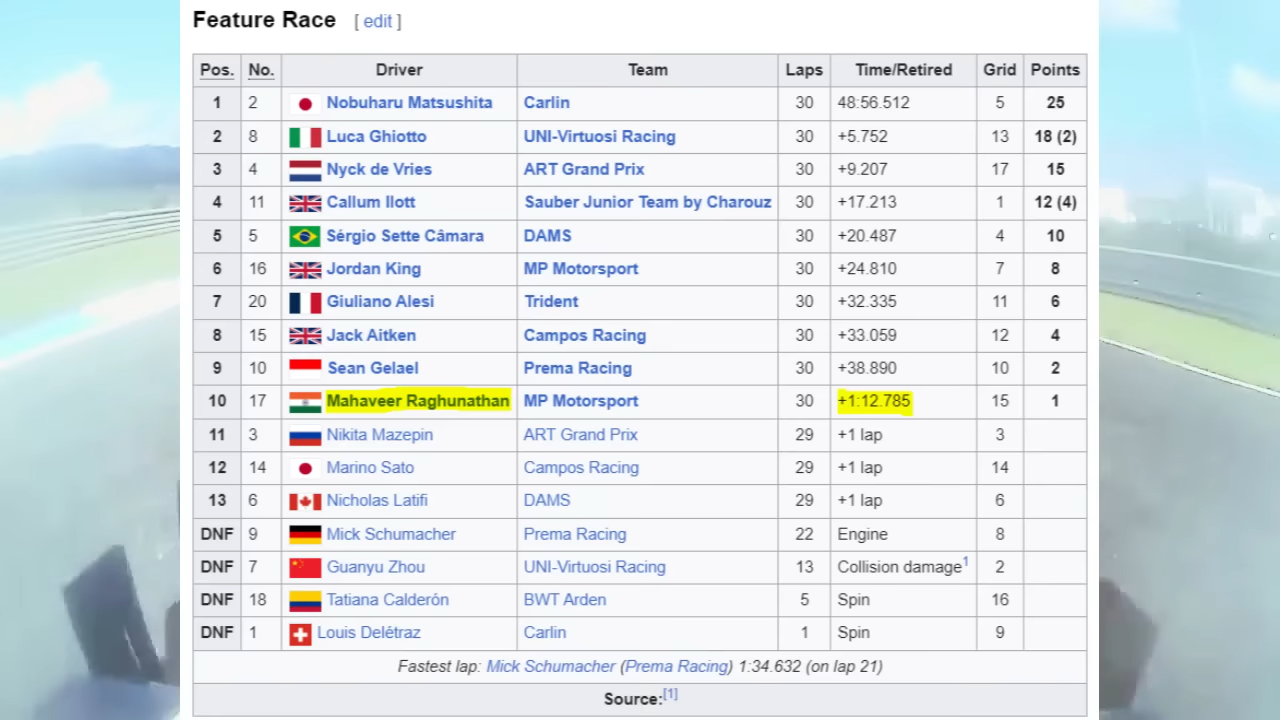 Feature Race [ edit ]
Pos. No. Driver Team Laps Time/Retired Grid Points
1 2 Nobuharu Matsushita Carlin 30 48:56.512 5 25
2 8 Luca Ghiotto UNI-Virtuosi Racing 30 +5.752 13 18 (2)
3 4 Nyck de Vries ART Grand Prix 30 +9.207 17 15
4 11 Callum Ilott Sauber Junior Team by Charouz 30 +17.213 1 12 (4)
5 5 Sérgio Sette Câmara DAMS 30 +20.487 4 10
6 16 Jordan King MP Motorsport 30 +24.810 7 8
7 20 Giuliano Alesi Trident 30 +32.335 11 6
8 15 Jack Aitken Campos Racing 30 +33.059 12 4
9 10 Sean Gelael Prema Racing 30 +38.890 10 2
10 17 Mahaveer Raghunathan MP Motorsport 30 +1:12.785 15 1
11 3 Nikita Mazepin ART Grand Prix 29 +1 lap 3
12 14 Marino Sato Campos Racing 29 +1 lap 14
13 6 Nicholas Latifi DAMS 29 +1 lap 6
DNF 9 Mick Schumacher Prema Racing 22 Engine 8
DNF 7 Guanyu Zhou UNI-Virtuosi Racing 13 Collision damage1 2
DNF 18 Tatiana Calderón BWT Arden 5 Spin 16
DNF 1 Louis Delétraz Carlin 1 Spin 9
Fastest lap: Mick Schumacher (Prema Racing) 1:34.632 (on lap 21)
Source:[1]